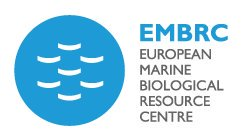 EMBRC
EUROPEAN
MARINE
BIOLOGICAL
RESOURCE
CENTRE